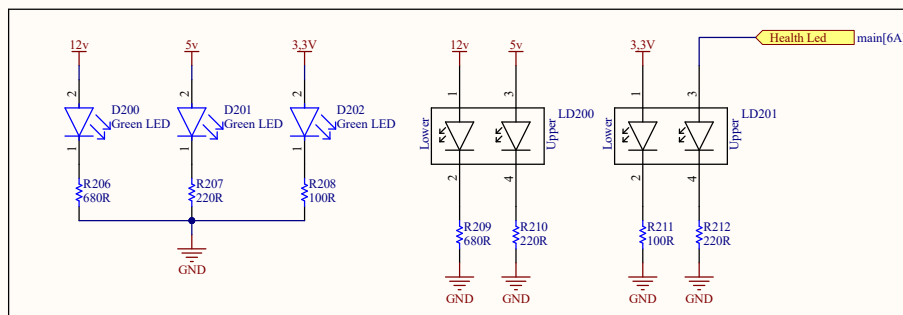 12v
5v
3,3V
2
2
2
D200
Green LED
D201
Green LED
D202
Green LED
1
1
1
R206
680R
R207
220R
R208
100R
GND
12v
5v
1
3
Lower
Upper
LD200
2
4
R209
680R
R210
220R
GND
GND
3,3V
Health Led
main[6A
1
3
Lower
Upper
LD201
2
4
R211
100R
R212
220R
GND
GND